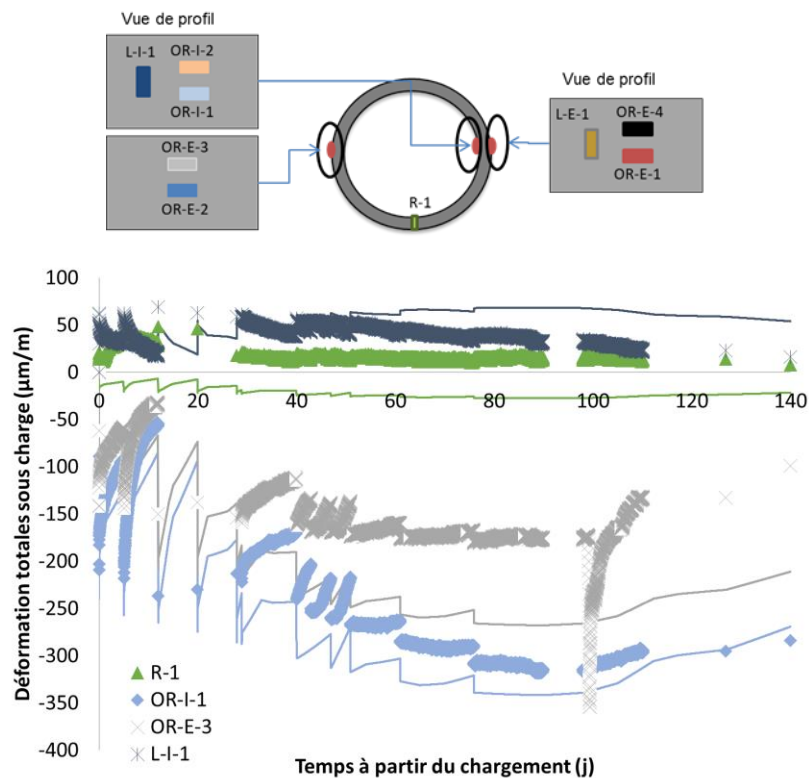 Vue de profil
L-I-1 OR-I-2
OR-I-1
OR-E-3
OR-E-2
R-1
Vue de profil
L-E-1 OR-E-4
OR-E-1
Déformation totales sous charge (µm/m)
100
50
0
-50
-100
-150
-200
-250
-300
-350
-400
0 20 40 60 80 100 120 140
R-1
OR-I-1
OR-E-3
L-I-1
Temps à partir du chargement (j)